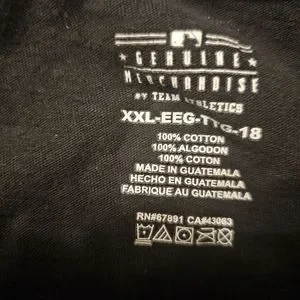 GENUINE
MERCHANDISE
BY TEAM ATHLETICS
XXL-EEG-TTG-18
100% COTTON
100% ALGODON
100% COTON
MADE IN GUATEMALA
HECHO EN GUATEMALA
FABRIQUE AU GUATEMALA
RN#67891 CA#43063